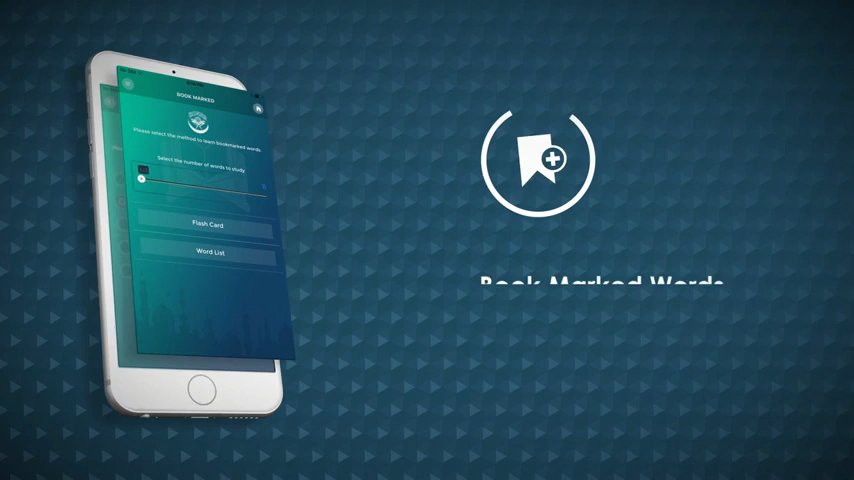 BOOK MARKED
Please select the method to learn bookmarked words.
Select the number of words to study
Flash Card
Word List
Book Marked Words